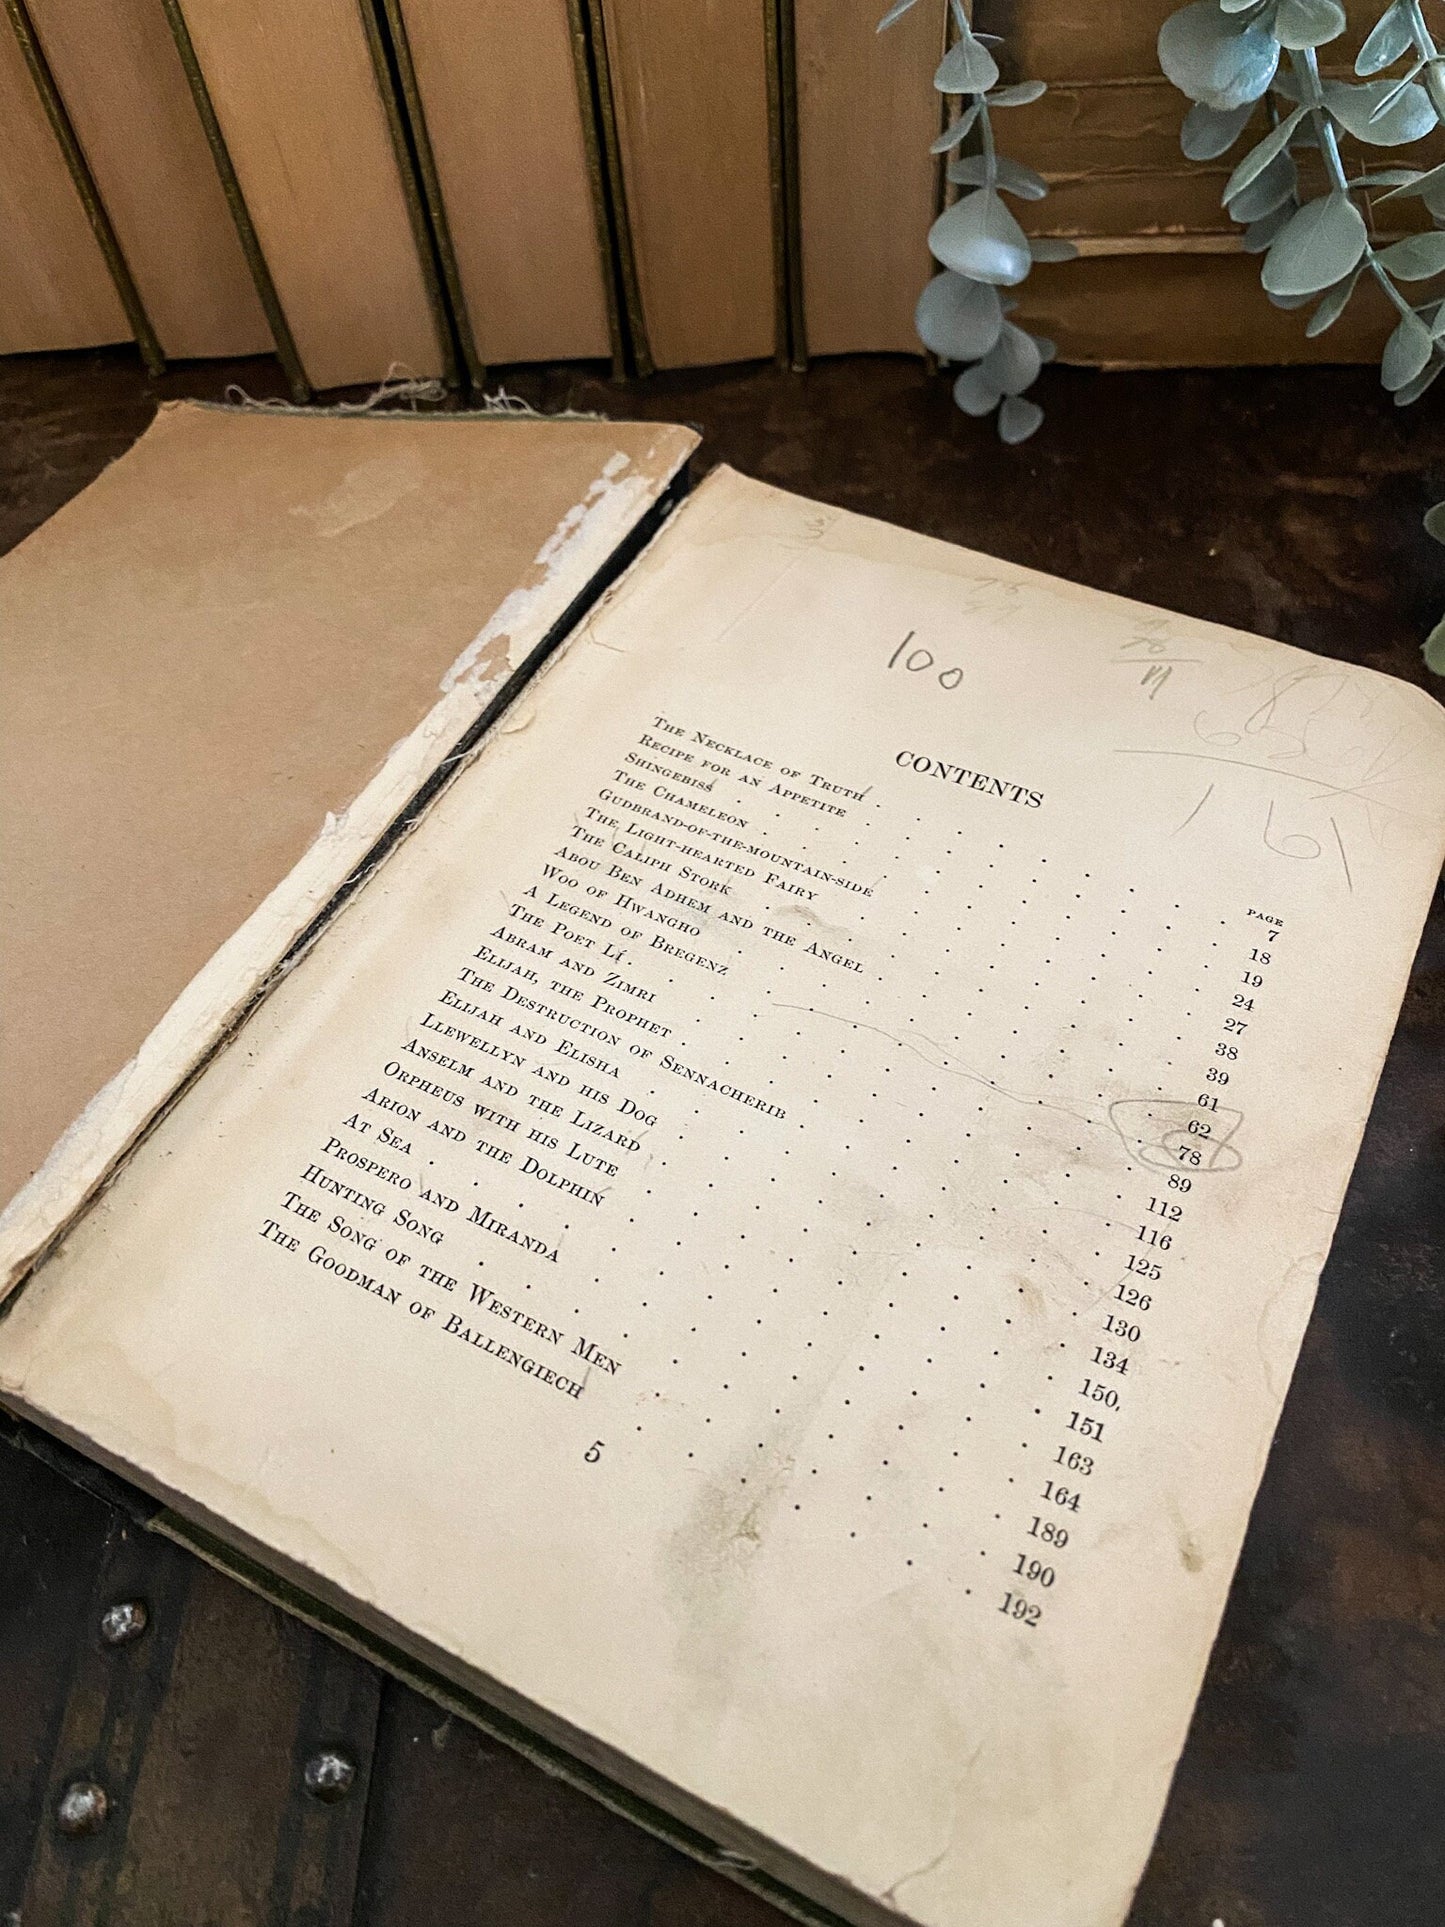 100
161
CONTENTS
PAGE
The Necklace of Truth . . . . . . . 7
Recipe for an Appetite . . . . . . . 18
Shingebiss . . . . . . . 19
The Chameleon . . . . . . . 24
Gudbrand-of-the-mountain-side . . . . . . . 27
The Light-hearted Fairy . . . . . . . 38
The Caliph Stork . . . . . . . 39
Abou Ben Adhem and the Angel . . . . . . . 61
Woo of Hwangho . . . . . . . 62
A Legend of Bregenz . . . . . . . 78
The Poet Lí . . . . . . . 89
Abram and Zimri . . . . . . . 112
Elijah, the Prophet . . . . . . . 116
The Destruction of Sennacherib . . . . . . . 125
Elijah and Elisha . . . . . . . 126
Llewellyn and his Dog . . . . . . . 130
Anselm and the Lizard . . . . . . . 134
Orpheus with his Lute . . . . . . . 150
Arion and the Dolphin . . . . . . . 151
At Sea . . . . . . . 163
Prospero and Miranda . . . . . . . 164
Hunting Song . . . . . . . 189
The Song of the Western Men . . . . . . . 190
The Goodman of Ballengiech . . . . . . . 192
5